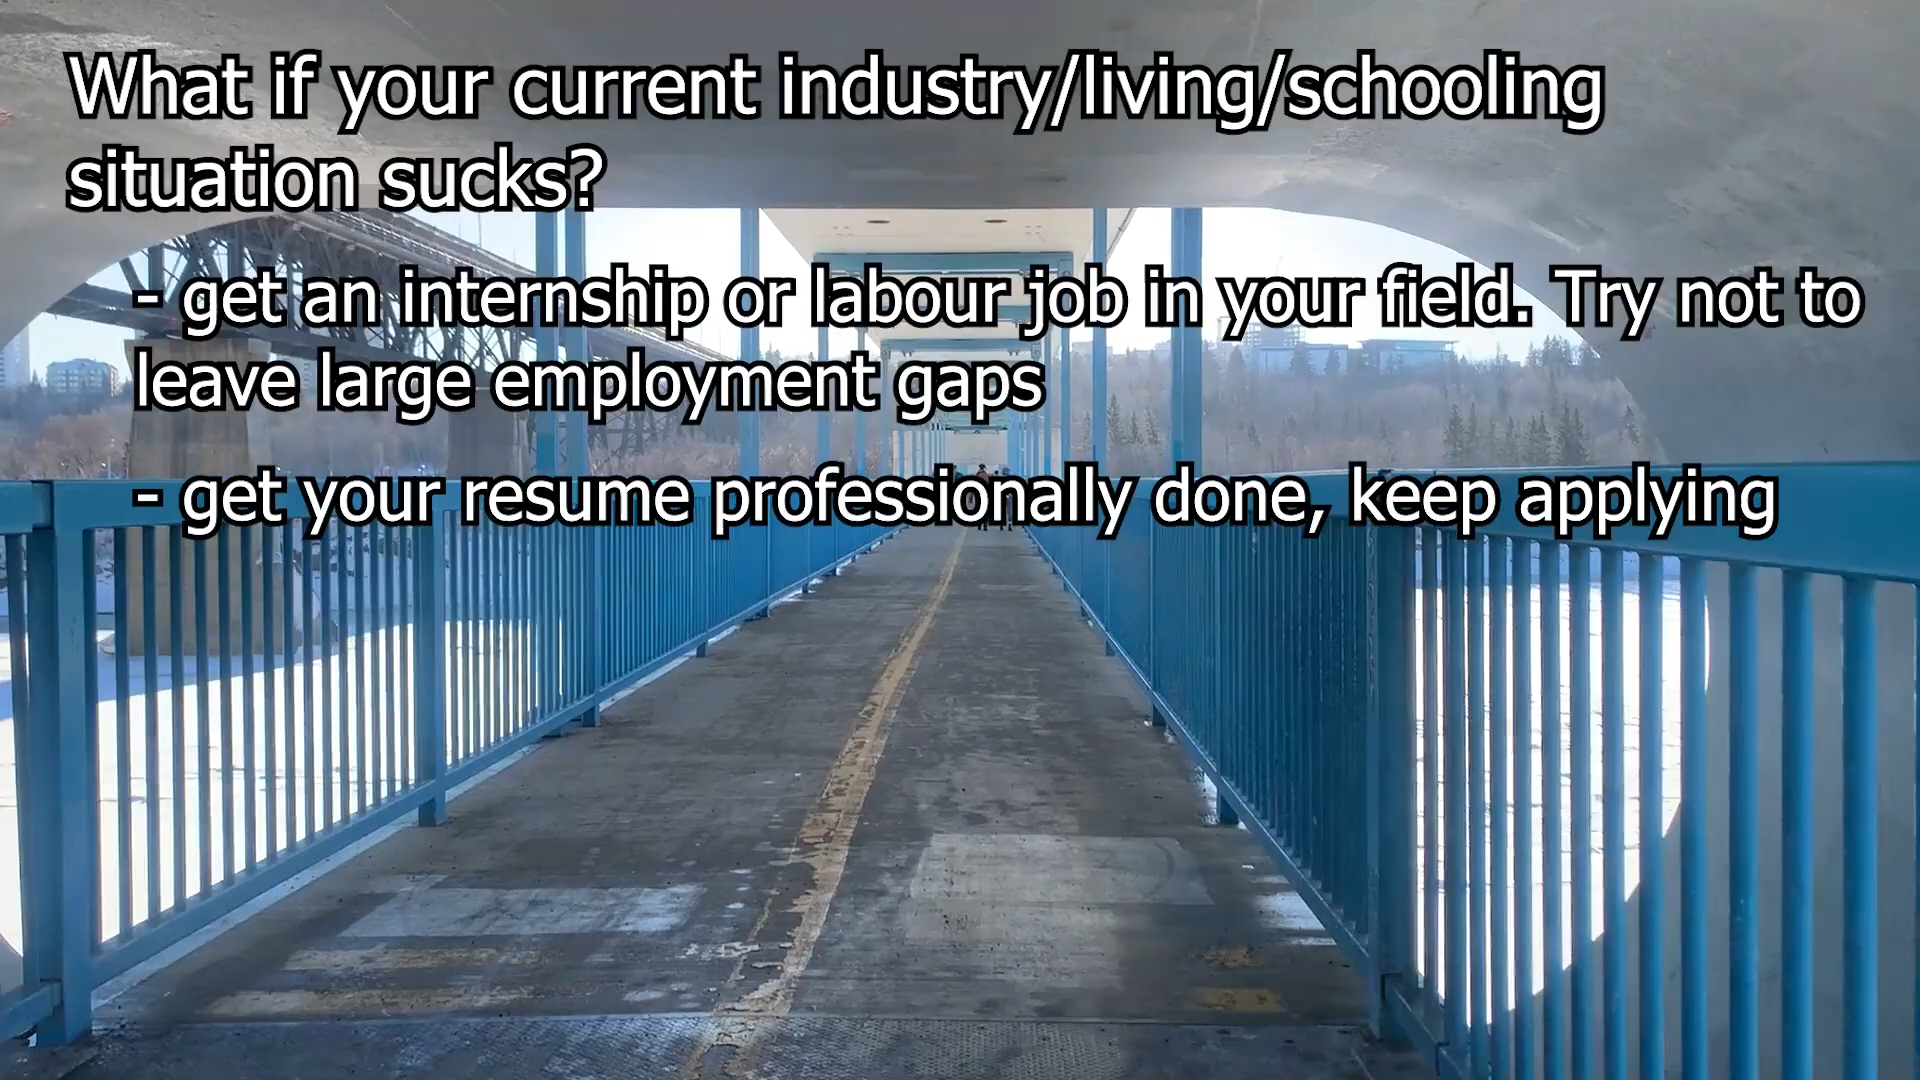 What if your current industry/living/schooling
situation sucks?
- get an internship or labour job in your field. Try not to
leave large employment gaps
- get your resume professionally done, keep applying